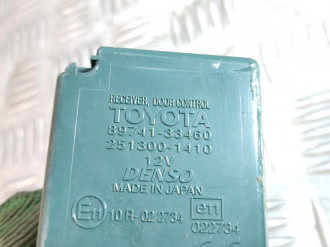 RECEIVER, DOOR CONTROL
TOYOTA
89741-33460
251300-1410
12V
DENSO
MADE IN JAPAN
E11 10 R-02 2734 e11
022734